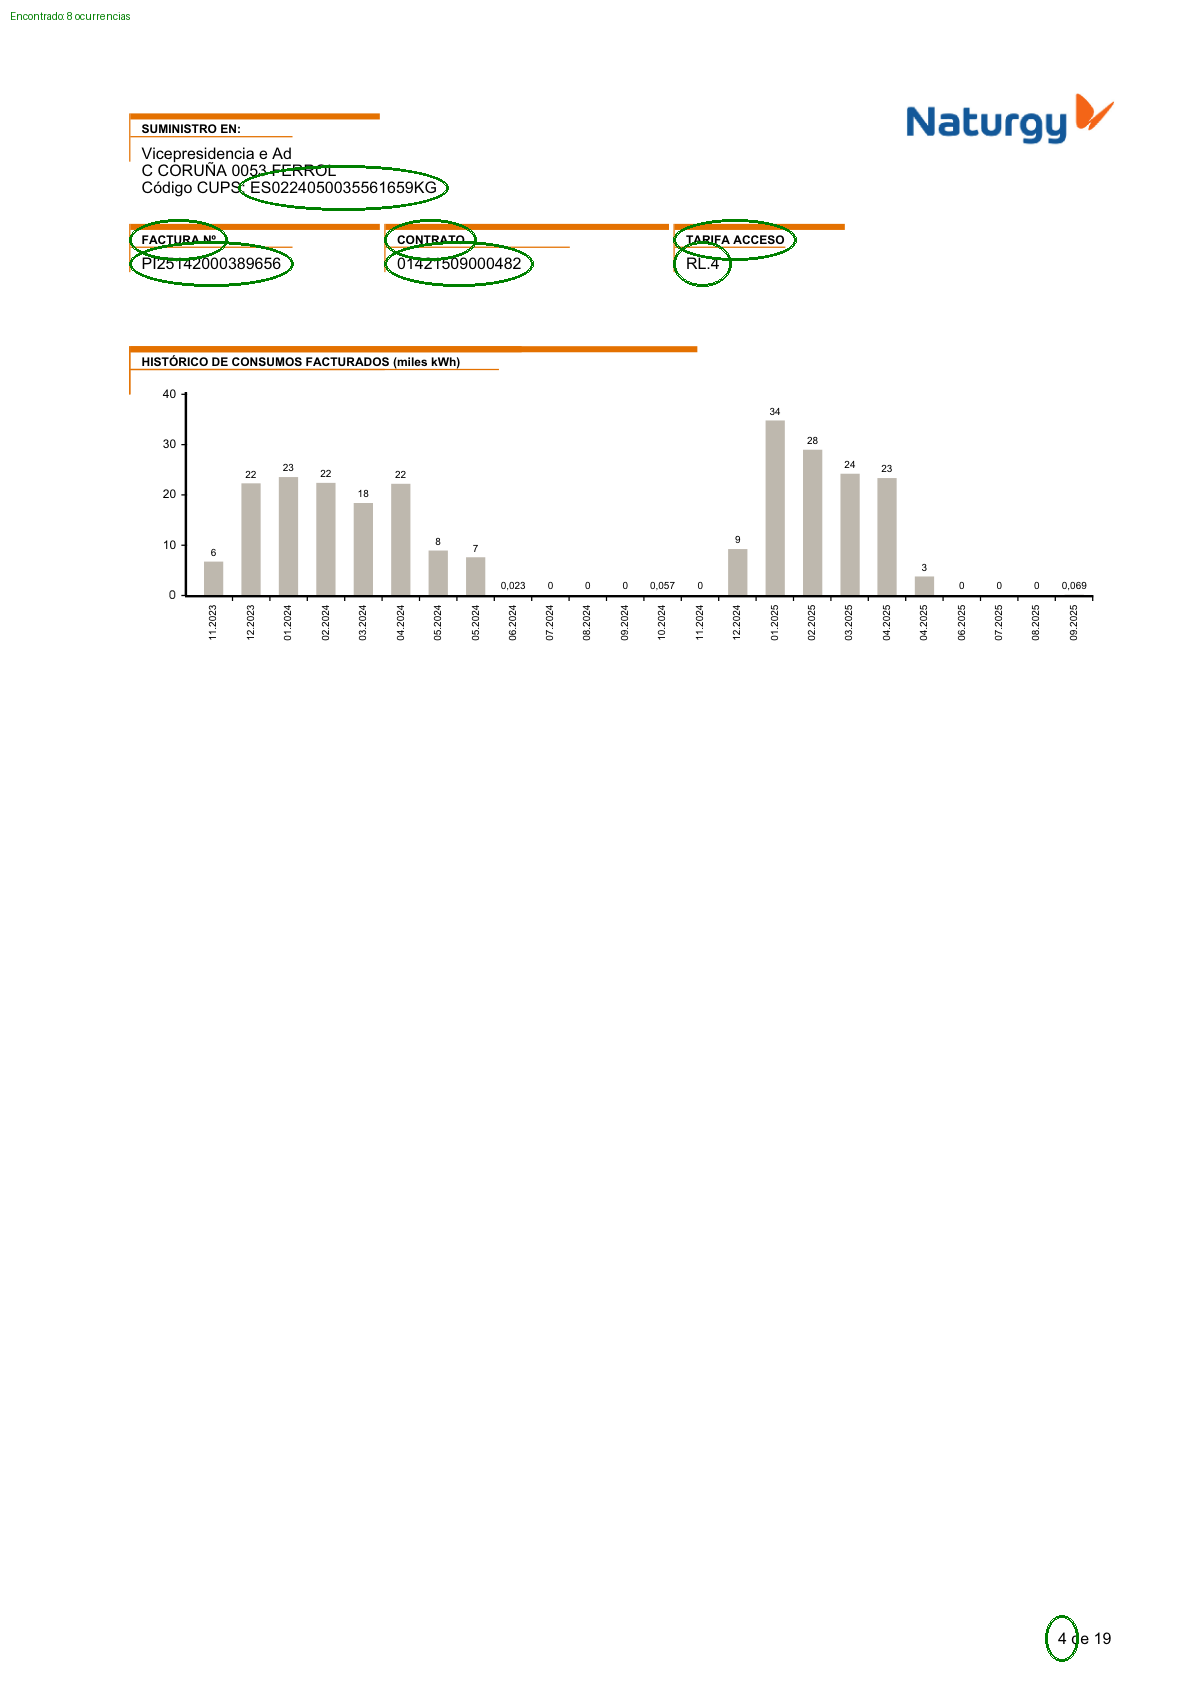 Encontrado: 8 ocurrencias
Naturgy
SUMINISTRO EN:
Vicepresidencia e Ad
C CORUÑA 0053 FERROL
Código CUPS: ES0224050035561659KG
FACTURA Nº CONTRATO TARIFA ACCESO
PI25142000389656 01421509000482 RL.4
HISTÓRICO DE CONSUMOS FACTURADOS (miles kWh)
40
30
20
10
0
6 22 23 22 18 22 8 7 0,023 0 0 0 0,057 0 9 34 28 24 23 3 0 0 0 0,069
11.2023 12.2023 01.2024 02.2024 03.2024 04.2024 05.2024 05.2024 06.2024 07.2024 08.2024 09.2024 10.2024 11.2024 12.2024 01.2025 02.2025 03.2025 04.2025 04.2025 06.2025 07.2025 08.2025 09.2025
4 de 19